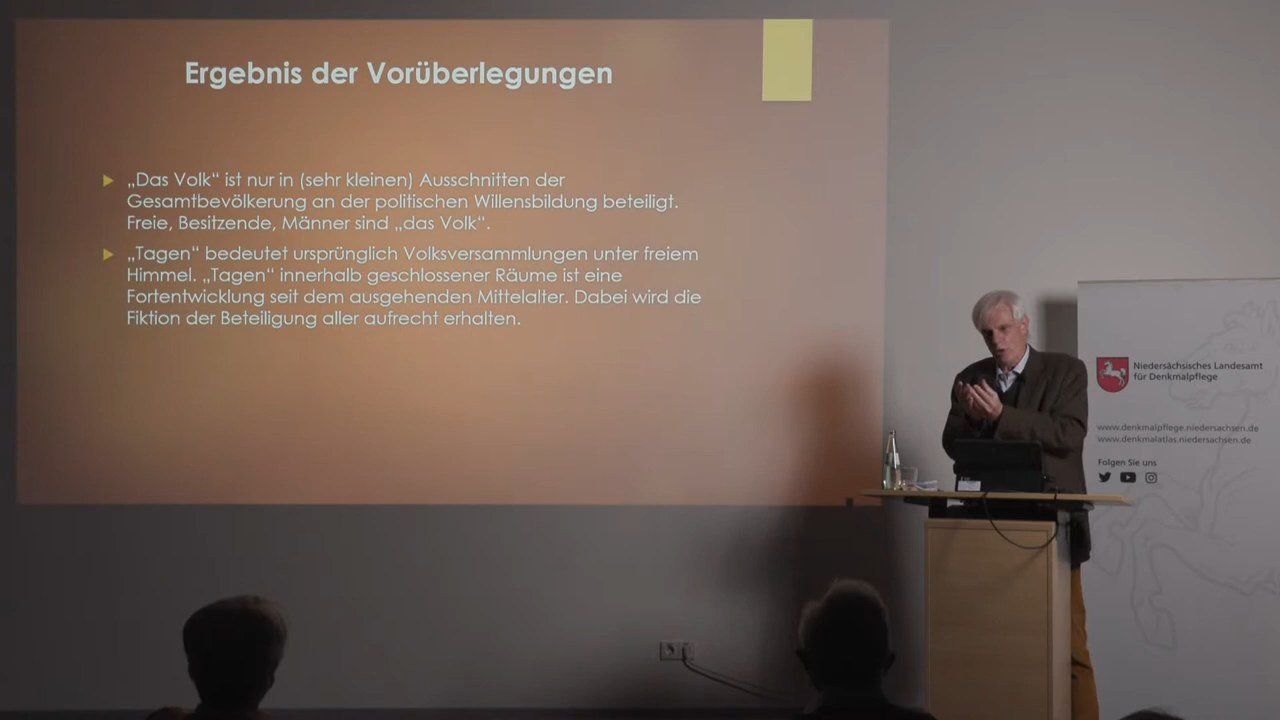 Ergebnis der Vorüberlegungen
„Das Volk“ ist nur in (sehr kleinen) Ausschnitten der
Gesamtbevölkerung an der politischen Willensbildung beteiligt.
Freie, Besitzende, Männer sind „das Volk“.
„Tagen“ bedeutet ursprünglich Volksversammlungen unter freiem
Himmel. „Tagen“ innerhalb geschlossener Räume ist eine
Fortentwicklung seit dem ausgehenden Mittelalter. Dabei wird die
Fiktion der Beteiligung aller aufrecht erhalten.
Niedersächsisches Landesamt
für Denkmalpflege
www.denkmalpflege.niedersachsen.de
www.denkmalatlas.niedersachsen.de
Folgen Sie uns